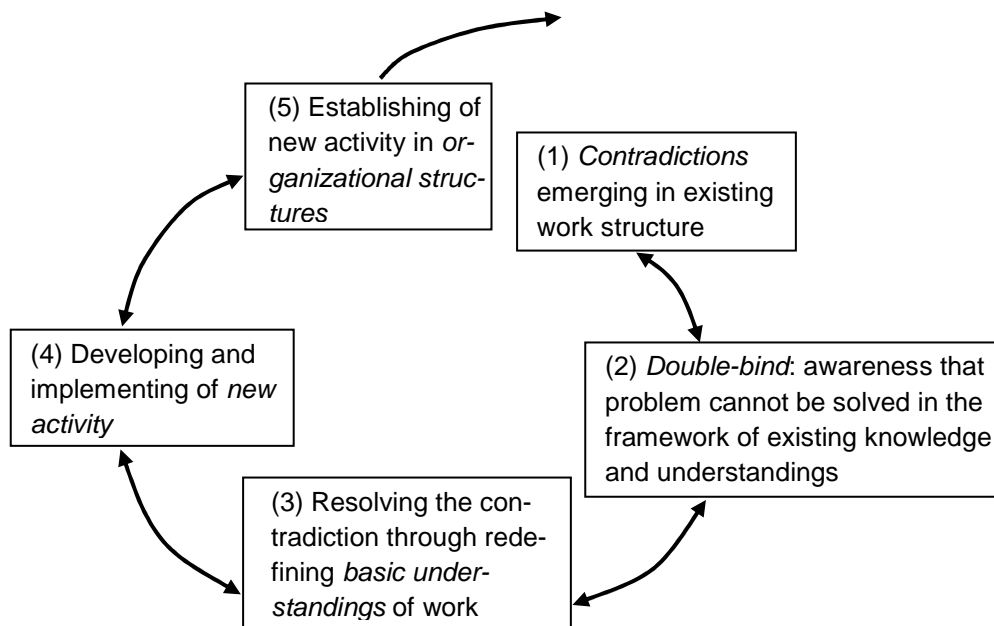 (1) Contradictions
emerging in existing
work structure
(2) Double-bind: awareness that
problem cannot be solved in the
framework of existing knowledge
and understandings
(3) Resolving the con-
tradiction through rede-
fining basic under-
standings of work
(4) Developing and
implementing of new
activity
(5) Establishing of
new activity in or-
ganizational struc-
tures